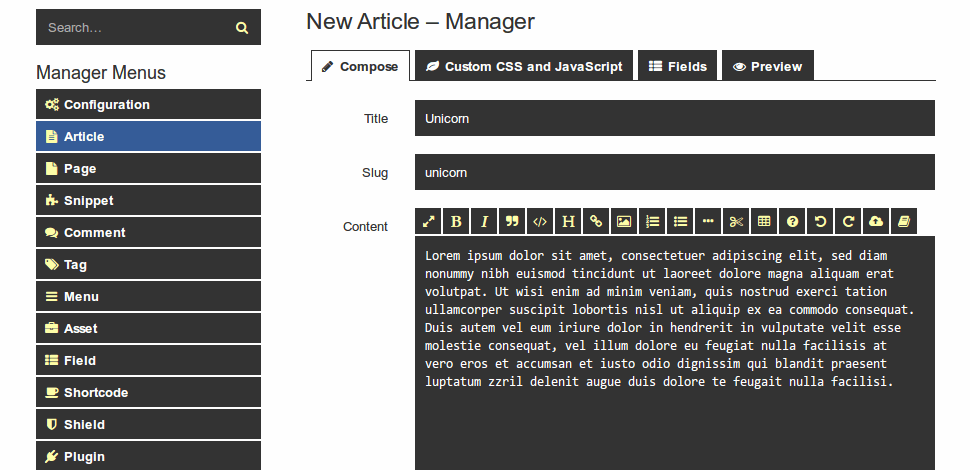 Search...
Manager Menus
Configuration
Article
Page
Snippet
Comment
Tag
Menu
Asset
Field
Shortcode
Shield
Plugin
New Article – Manager
Compose
Custom CSS and JavaScript
Fields
Preview
Title
Unicorn
Slug
unicorn
Content
B I H
Lorem ipsum dolor sit amet, consectetuer adipiscing elit, sed diam
nonummy nibh euismod tincidunt ut laoreet dolore magna aliquam erat
volutpat. Ut wisi enim ad minim veniam, quis nostrud exerci tation
ullamcorper suscipit lobortis nisl ut aliquip ex ea commodo consequat.
Duis autem vel eum iriure dolor in hendrerit in vulputate velit esse
molestie consequat, vel illum dolore eu feugiat nulla facilisis at
vero eros et accumsan et iusto odio dignissim qui blandit praesent
luptatum zzril delenit augue duis dolore te feugait nulla facilisi.